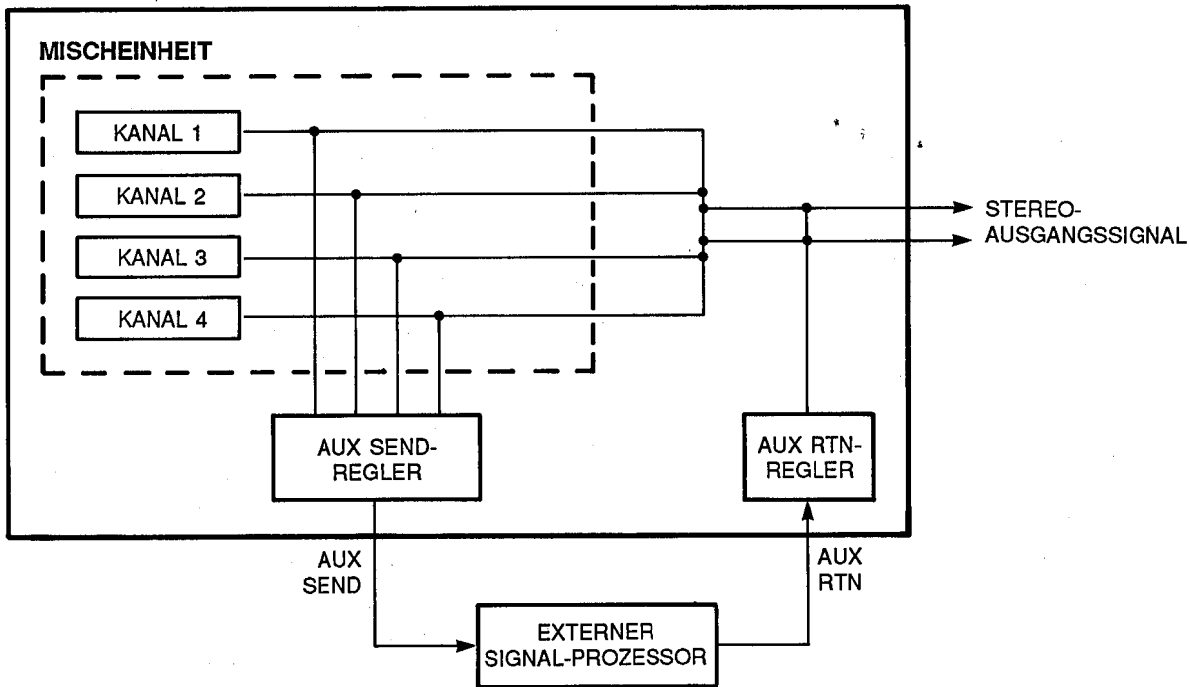 MISCHEINHEIT
KANAL 1
KANAL 2
KANAL 3
KANAL 4
STEREO-
AUSGANGSSIGNAL
AUX SEND-
REGLER
AUX RTN-
REGLER
AUX
SEND
AUX
RTN
EXTERNER
SIGNAL-PROZESSOR